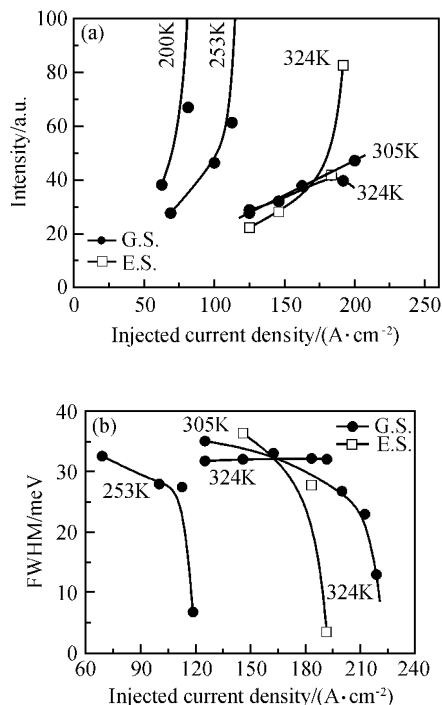 (a)
200K
253K
324K
305K
324K
G.S.
E.S.
Intensity/a.u.
100
80
60
40
20
0
0 50 100 150 200 250
Injected current density/(A·cm⁻²)
(b)
305K
G.S.
E.S.
324K
253K
324K
FWHM/meV
40
30
20
10
0
60 90 120 150 180 210 240
Injected current density/(A·cm⁻²)